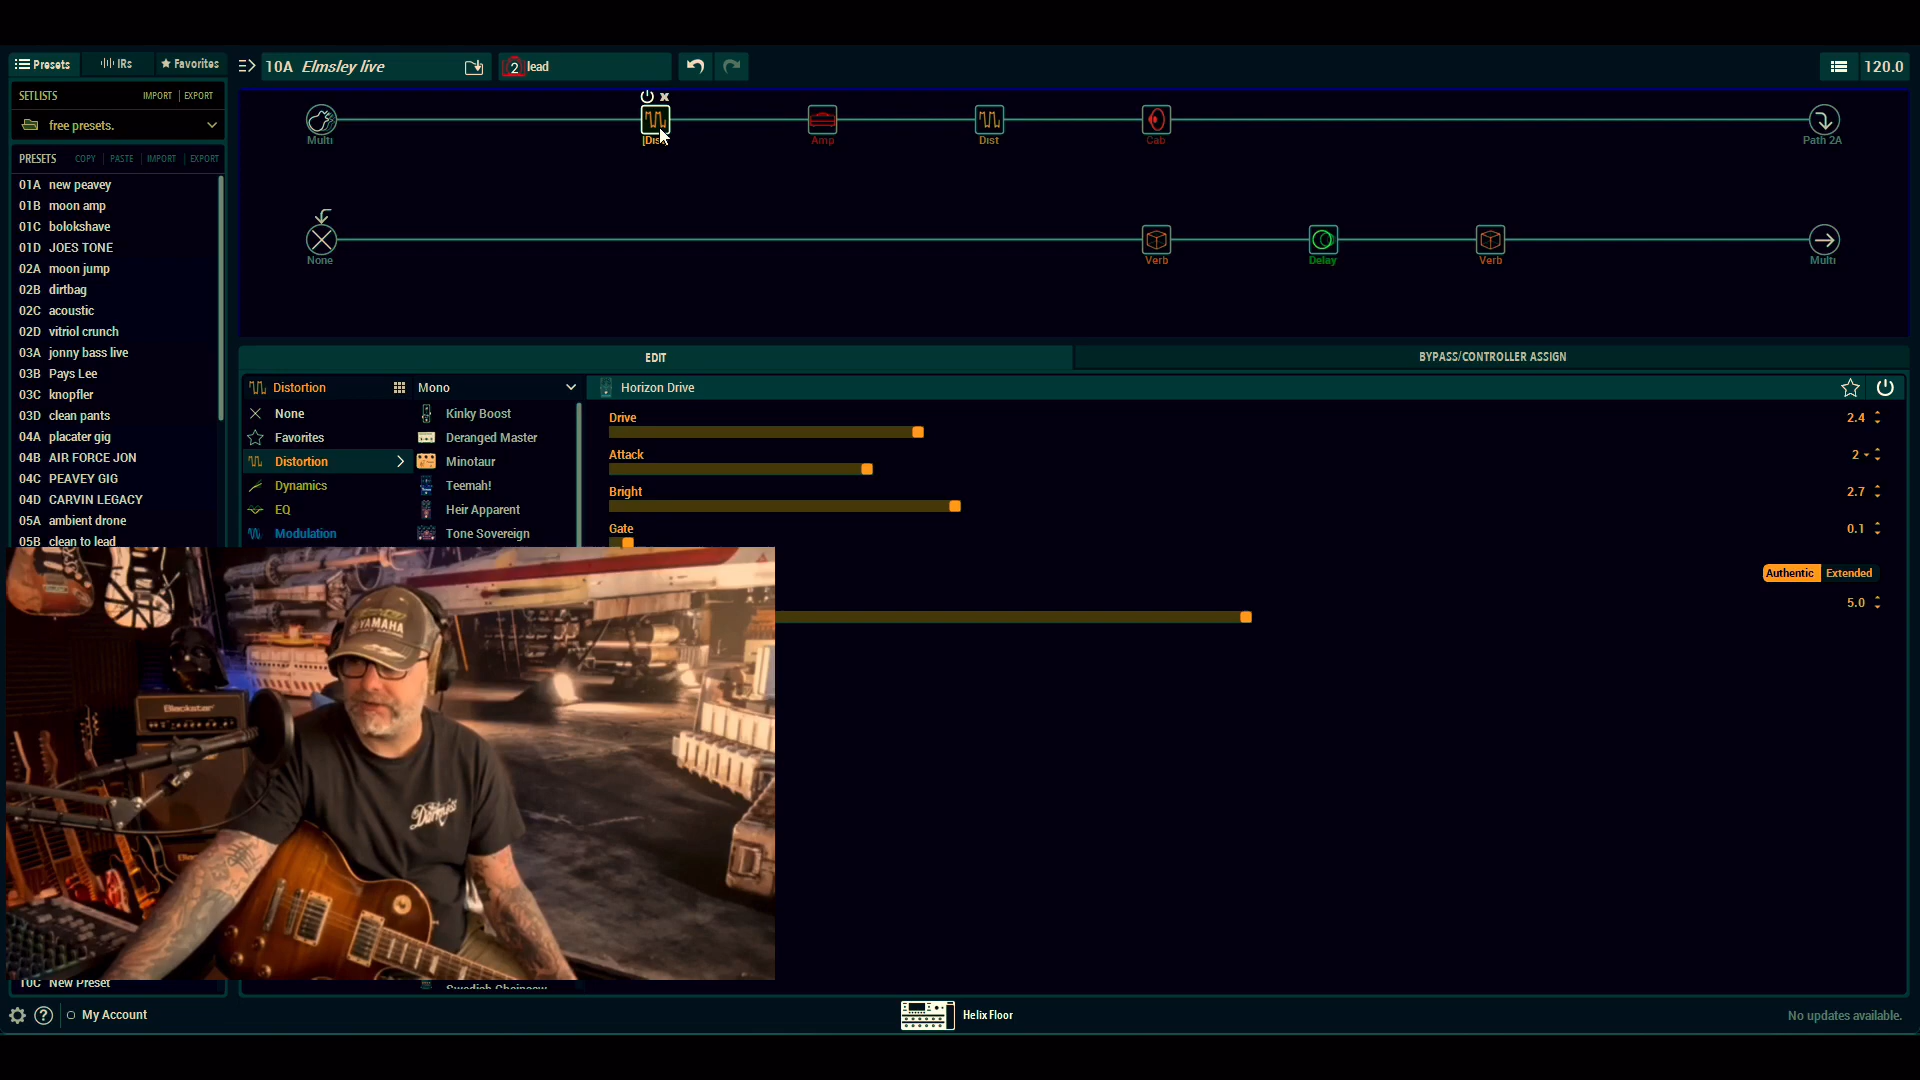 Presets
IRs
Favorites
10A Elmsley live
2 lead
120.0
SETLISTS IMPORT | EXPORT
free presets.
PRESETS COPY | PASTE | IMPORT | EXPORT
01A new peavey
01B moon amp
01C bolokshave
01D JOES TONE
02A moon jump
02B dirtbag
02C acoustic
02D vitriol crunch
03A jonny bass live
03B Pays Lee
03C knopfler
03D clean pants
04A placater gig
04B AIR FORCE JON
04C PEAVEY GIG
04D CARVIN LEGACY
05A ambient drone
05B clean to lead
10C New Preset
x
Multi
Amp
Dist
Cab
Path 2A
None
Verb
Delay
Verb
Multi
EDIT
BYPASS/CONTROLLER ASSIGN
Distortion
Mono
Horizon Drive
None
Favorites
Distortion
Dynamics
EQ
Modulation
Kinky Boost
Deranged Master
Minotaur
Teemah!
Heir Apparent
Tone Sovereign
Swedish Chainsaw
Drive 2.4
Attack 2
Bright 2.7
Gate 0.1
Authentic Extended
5.0
YAMAHA
Blackstar
? My Account
Helix Floor
No updates available.